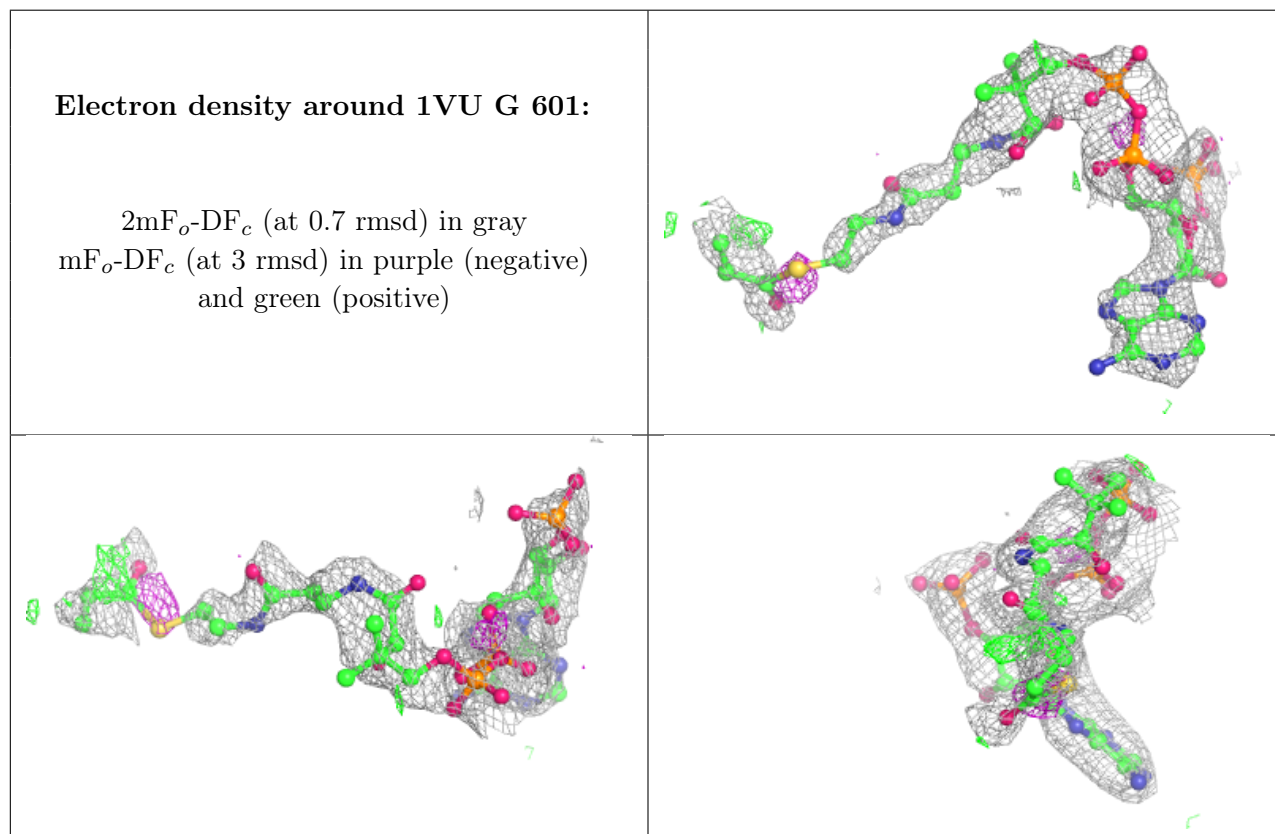 Electron density around 1VU G 601:
2mFₒ-DF𝒸 (at 0.7 rmsd) in gray
mFₒ-DF𝒸 (at 3 rmsd) in purple (negative)
and green (positive)